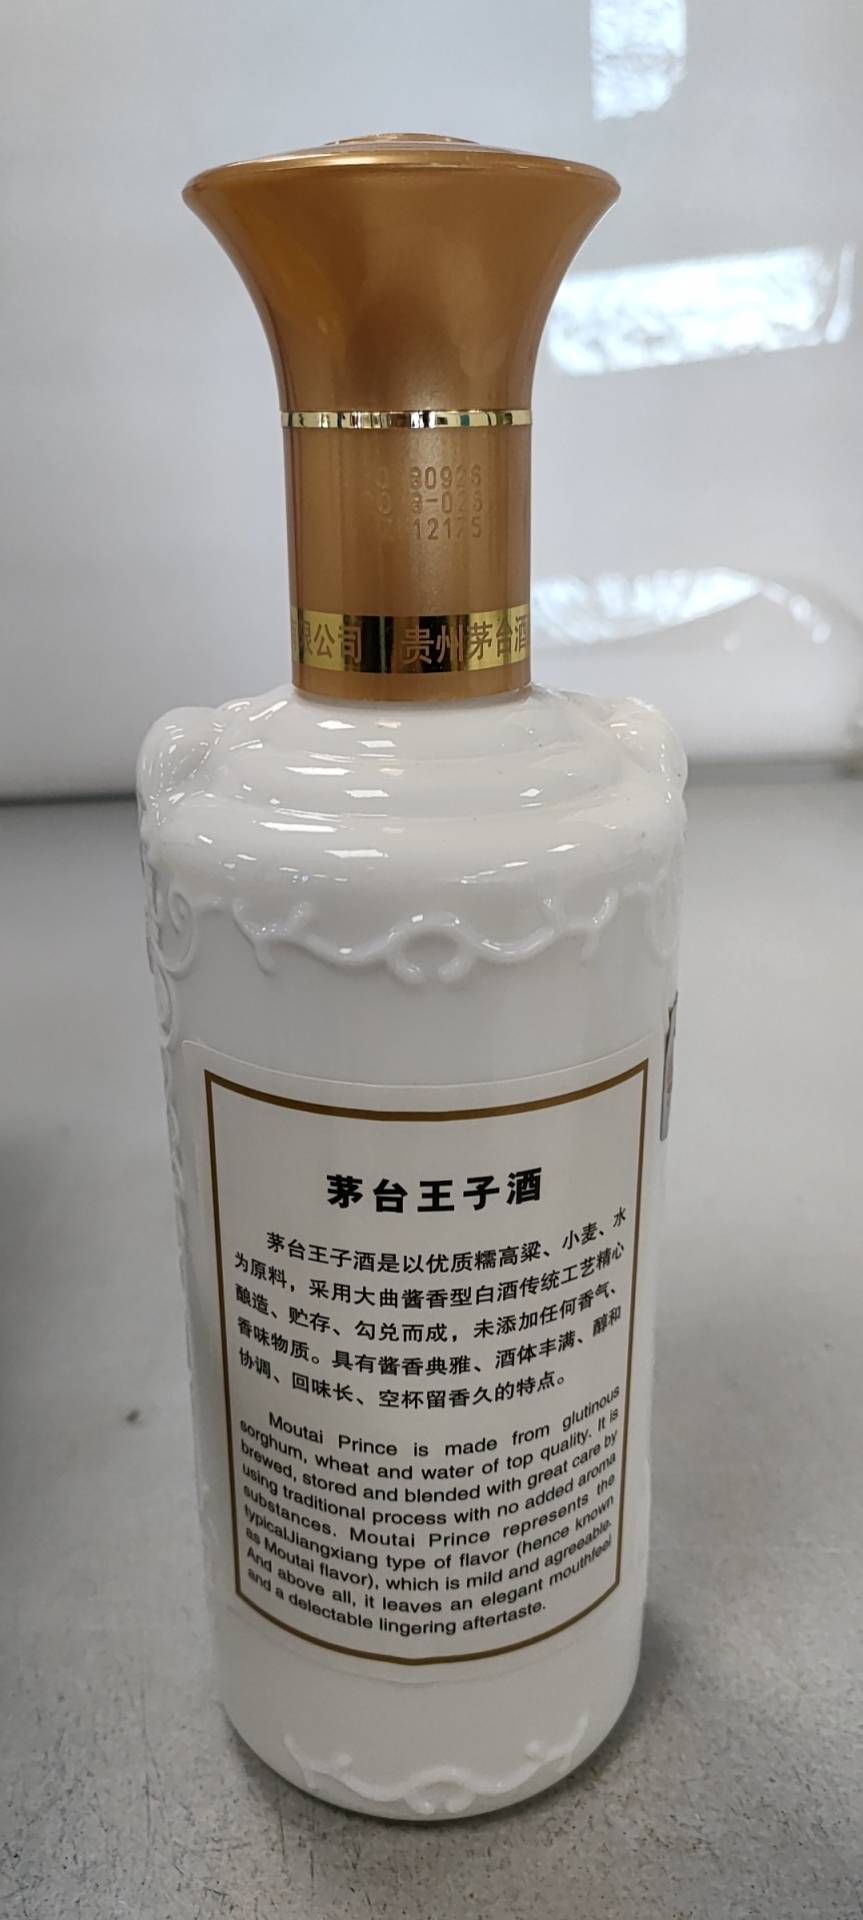 80926
12175
公司 贵州茅台酒
茅台王子酒
茅台王子酒是以优质糯高粱、小麦、水
为原料，采用大曲酱香型白酒传统工艺精心
酿造、贮存、勾兑而成，未添加任何香气、
香味物质。具有酱香典雅、酒体丰满、醇和
协调、回味长、空杯留香久的特点。
Moutai Prince is made from glutinous
sorghum, wheat and water of top quality. It is
brewed, stored and blended with great care by
using traditional process with no added aroma
substances. Moutai Prince represents the
typicalJiangxiang type of flavor (hence known
as Moutai flavor), which is mild and agreeable.
And above all, it leaves an elegant mouthfeel
and a delectable lingering aftertaste.